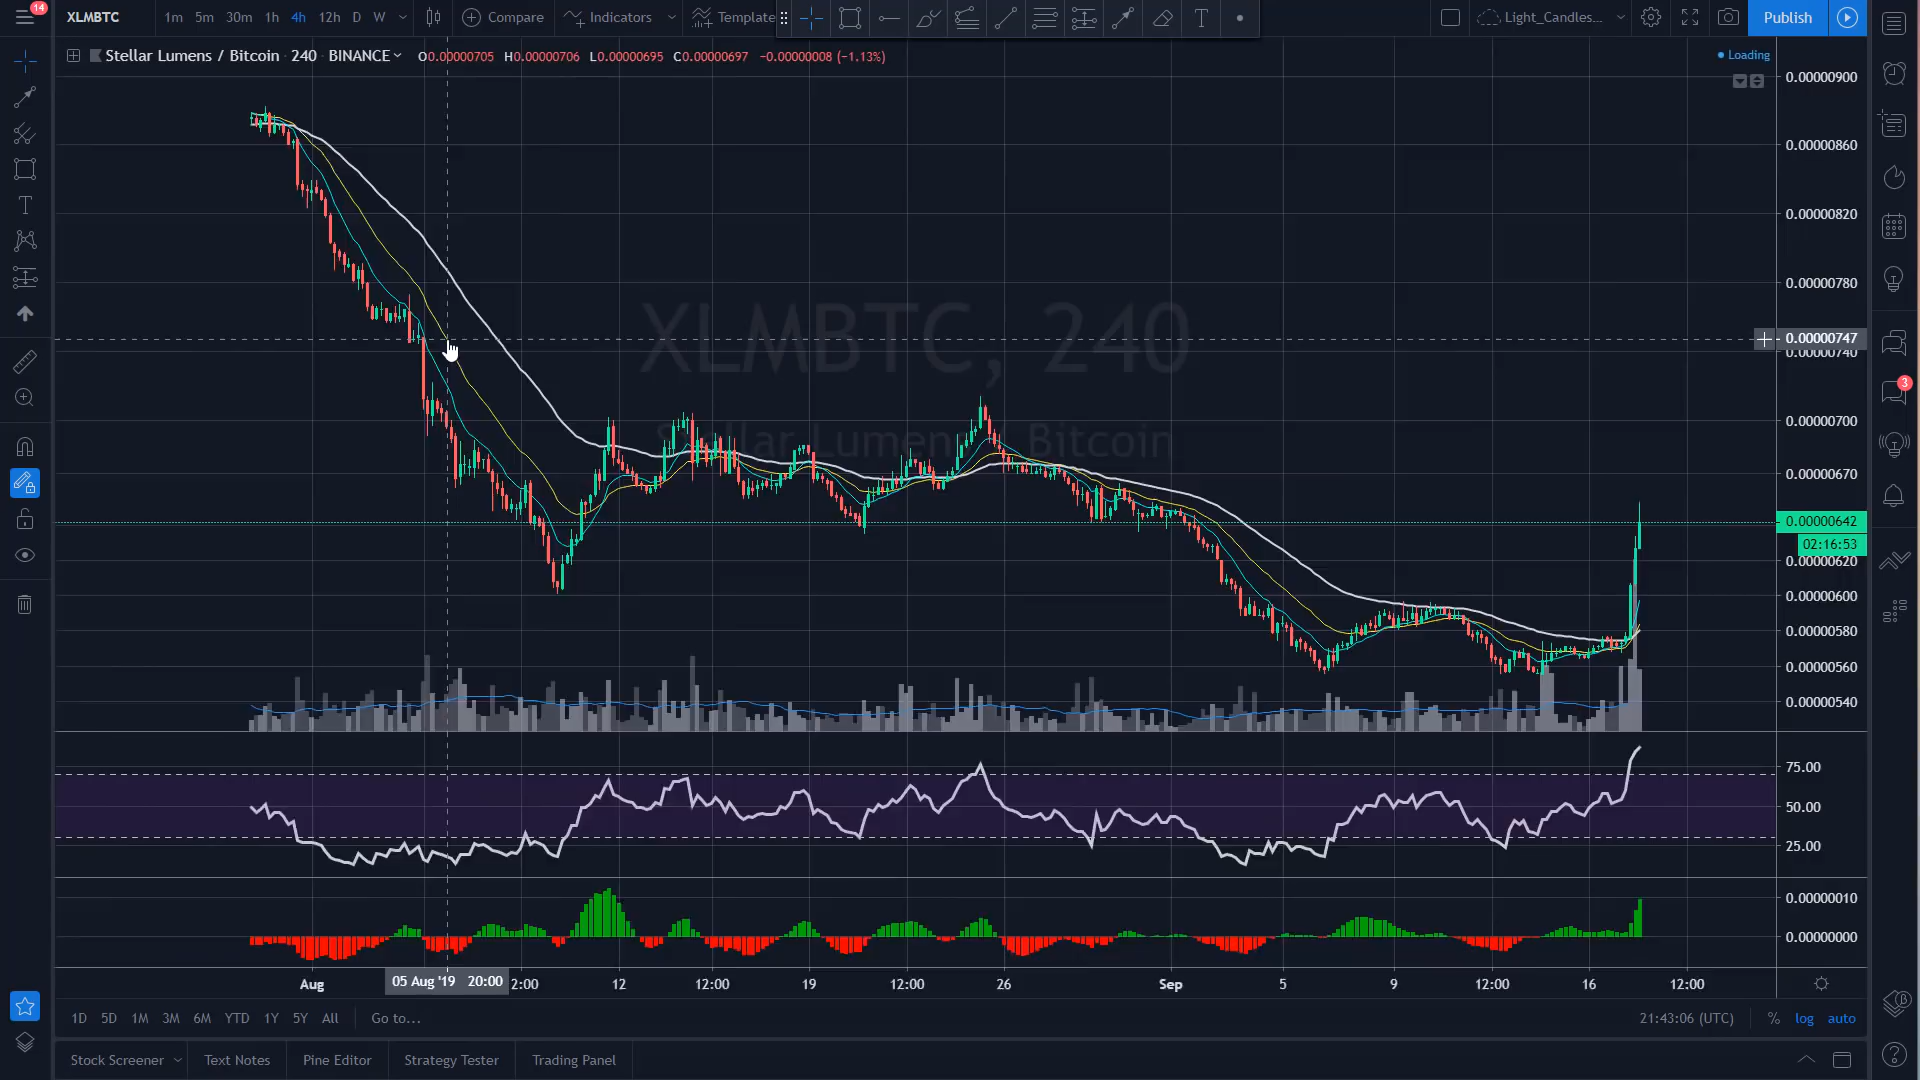 14
XLMBTC 1m 5m 30m 1h 4h 12h D W Compare Indicators Template Light_Candles... Publish
Stellar Lumens / Bitcoin · 240 · BINANCE O0.00000705 H0.00000706 L0.00000695 C0.00000697 -0.00000008 (-1.13%)
Loading
0.00000900
0.00000860
0.00000820
0.00000780
0.00000747
0.00000740
0.00000700
0.00000670
0.00000642
02:16:53
0.00000620
0.00000600
0.00000580
0.00000560
0.00000540
XLMBTC, 240
Stellar Lumens / Bitcoin
3
75.00
50.00
25.00
0.00000010
0.00000000
Aug 05 Aug '19 20:00 2:00 12 12:00 19 12:00 26 Sep 5 9 12:00 16 12:00
1D 5D 1M 3M 6M YTD 1Y 5Y All Go to... 21:43:06 (UTC) % log auto
Stock Screener Text Notes Pine Editor Strategy Tester Trading Panel